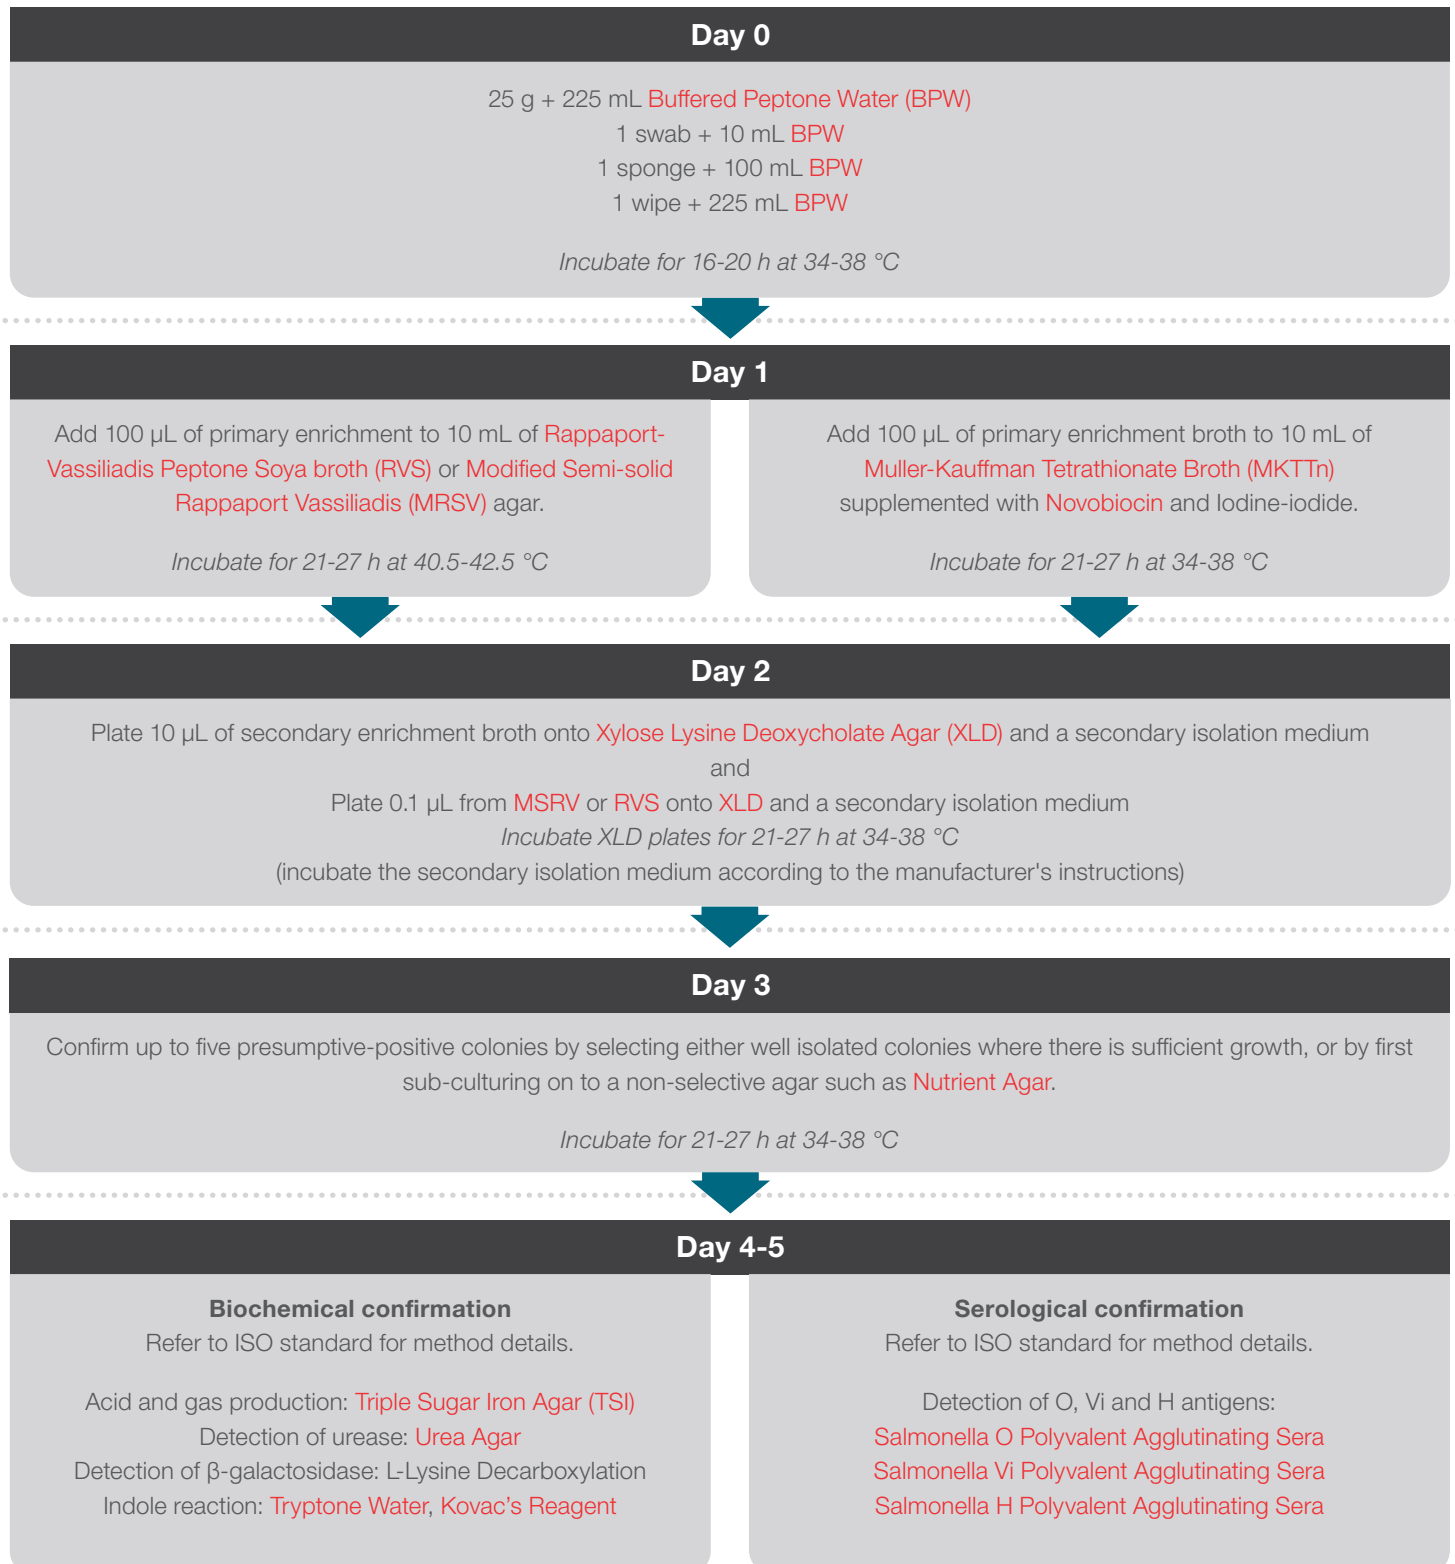 Day 0
25 g + 225 mL Buffered Peptone Water (BPW)
1 swab + 10 mL BPW
1 sponge + 100 mL BPW
1 wipe + 225 mL BPW
Incubate for 16-20 h at 34-38 °C
Day 1
Add 100 µL of primary enrichment to 10 mL of Rappaport-
Vassiliadis Peptone Soya broth (RVS) or Modified Semi-solid
Rappaport Vassiliadis (MRSV) agar.
Incubate for 21-27 h at 40.5-42.5 °C
Add 100 µL of primary enrichment broth to 10 mL of
Muller-Kauffman Tetrathionate Broth (MKTTn)
supplemented with Novobiocin and Iodine-iodide.
Incubate for 21-27 h at 34-38 °C
Day 2
Plate 10 µL of secondary enrichment broth onto Xylose Lysine Deoxycholate Agar (XLD) and a secondary isolation medium
and
Plate 0.1 µL from MSRV or RVS onto XLD and a secondary isolation medium
Incubate XLD plates for 21-27 h at 34-38 °C
(incubate the secondary isolation medium according to the manufacturer's instructions)
Day 3
Confirm up to five presumptive-positive colonies by selecting either well isolated colonies where there is sufficient growth, or by first
sub-culturing on to a non-selective agar such as Nutrient Agar.
Incubate for 21-27 h at 34-38 °C
Day 4-5
Biochemical confirmation
Refer to ISO standard for method details.
Acid and gas production: Triple Sugar Iron Agar (TSI)
Detection of urease: Urea Agar
Detection of β-galactosidase: L-Lysine Decarboxylation
Indole reaction: Tryptone Water, Kovac's Reagent
Serological confirmation
Refer to ISO standard for method details.
Detection of O, Vi and H antigens:
Salmonella O Polyvalent Agglutinating Sera
Salmonella Vi Polyvalent Agglutinating Sera
Salmonella H Polyvalent Agglutinating Sera